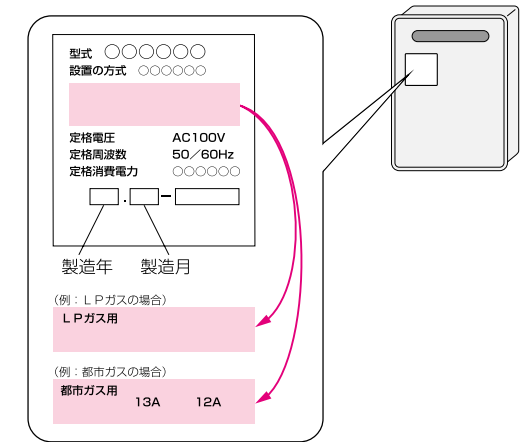 型式 ○○○○○○
設置の方式 ○○○○○○
定格電圧 AC100V
定格周波数 50/60Hz
定格消費電力 ○○○○○○
. -
製造年 製造月
(例:LPガスの場合)
LPガス用
(例:都市ガスの場合)
都市ガス用
13A 12A